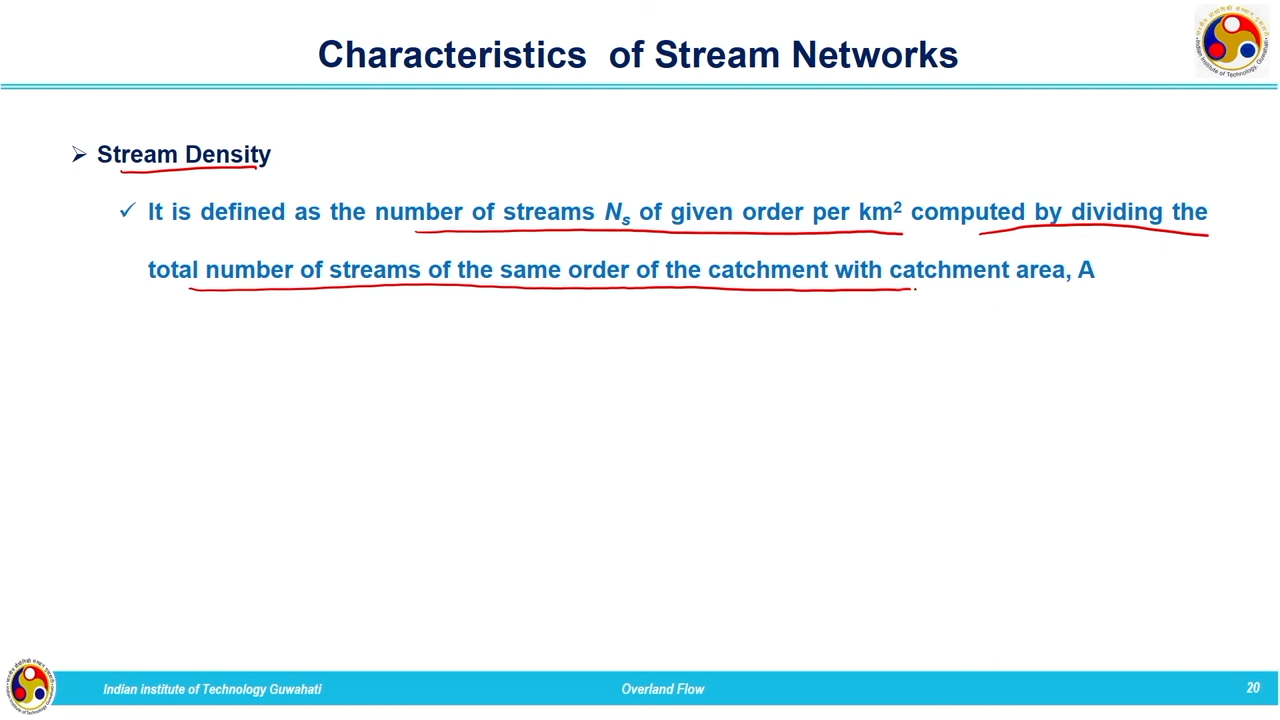 Characteristics of Stream Networks
➢ Stream Density
✓ It is defined as the number of streams Ns of given order per km² computed by dividing the
total number of streams of the same order of the catchment with catchment area, A
Indian institute of Technology Guwahati
Overland Flow
20